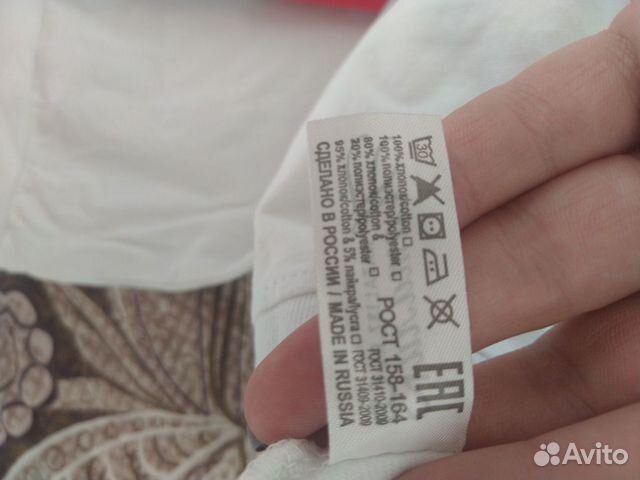 30
100% хлопок/cotton □
100% полиэстер/polyester □
80% хлопок/cotton &
20% полиэстер/polyester □
95% хлопок/cotton & 5% лайкра/lycra □
СДЕЛАНО В РОССИИ / MADE IN RUSSIA
РОСТ 158-164
ГОСТ 31410-2009
ГОСТ 31409-2009
EAC
Avito